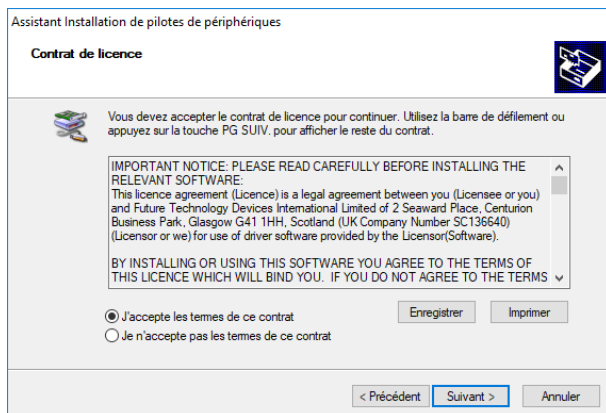 Assistant Installation de pilotes de périphériques
Contrat de licence
Vous devez accepter le contrat de licence pour continuer. Utilisez la barre de défilement ou
appuyez sur la touche PG SUIV. pour afficher le reste du contrat.
IMPORTANT NOTICE: PLEASE READ CAREFULLY BEFORE INSTALLING THE
RELEVANT SOFTWARE:
This licence agreement (Licence) is a legal agreement between you (Licensee or you)
and Future Technology Devices International Limited of 2 Seaward Place, Centurion
Business Park, Glasgow G41 1HH, Scotland (UK Company Number SC136640)
(Licensor or we) for use of driver software provided by the Licensor(Software).
BY INSTALLING OR USING THIS SOFTWARE YOU AGREE TO THE TERMS OF
THIS LICENCE WHICH WILL BIND YOU. IF YOU DO NOT AGREE TO THE TERMS
J'accepte les termes de ce contrat
Enregistrer
Imprimer
Je n'accepte pas les termes de ce contrat
< Précédent
Suivant >
Annuler